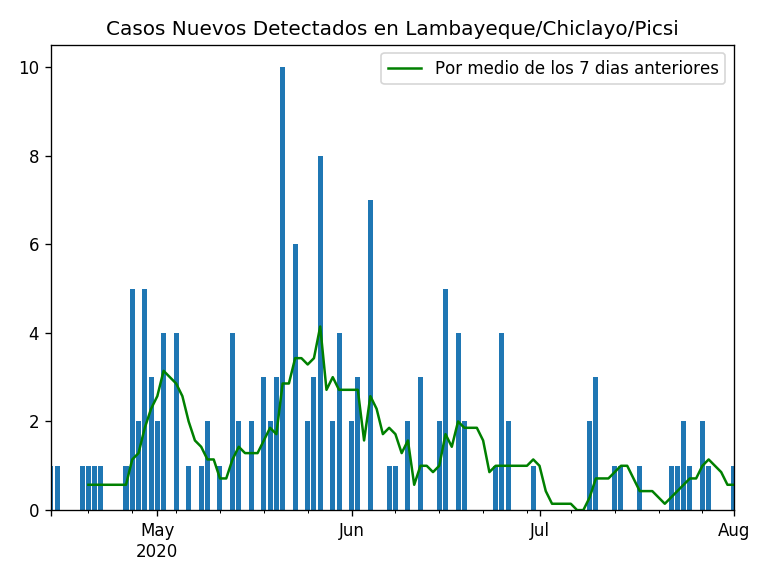 Casos Nuevos Detectados en Lambayeque/Chiclayo/Picsi
Por medio de los 7 dias anteriores
10
8
6
4
2
0
May Jun Jul Aug
2020